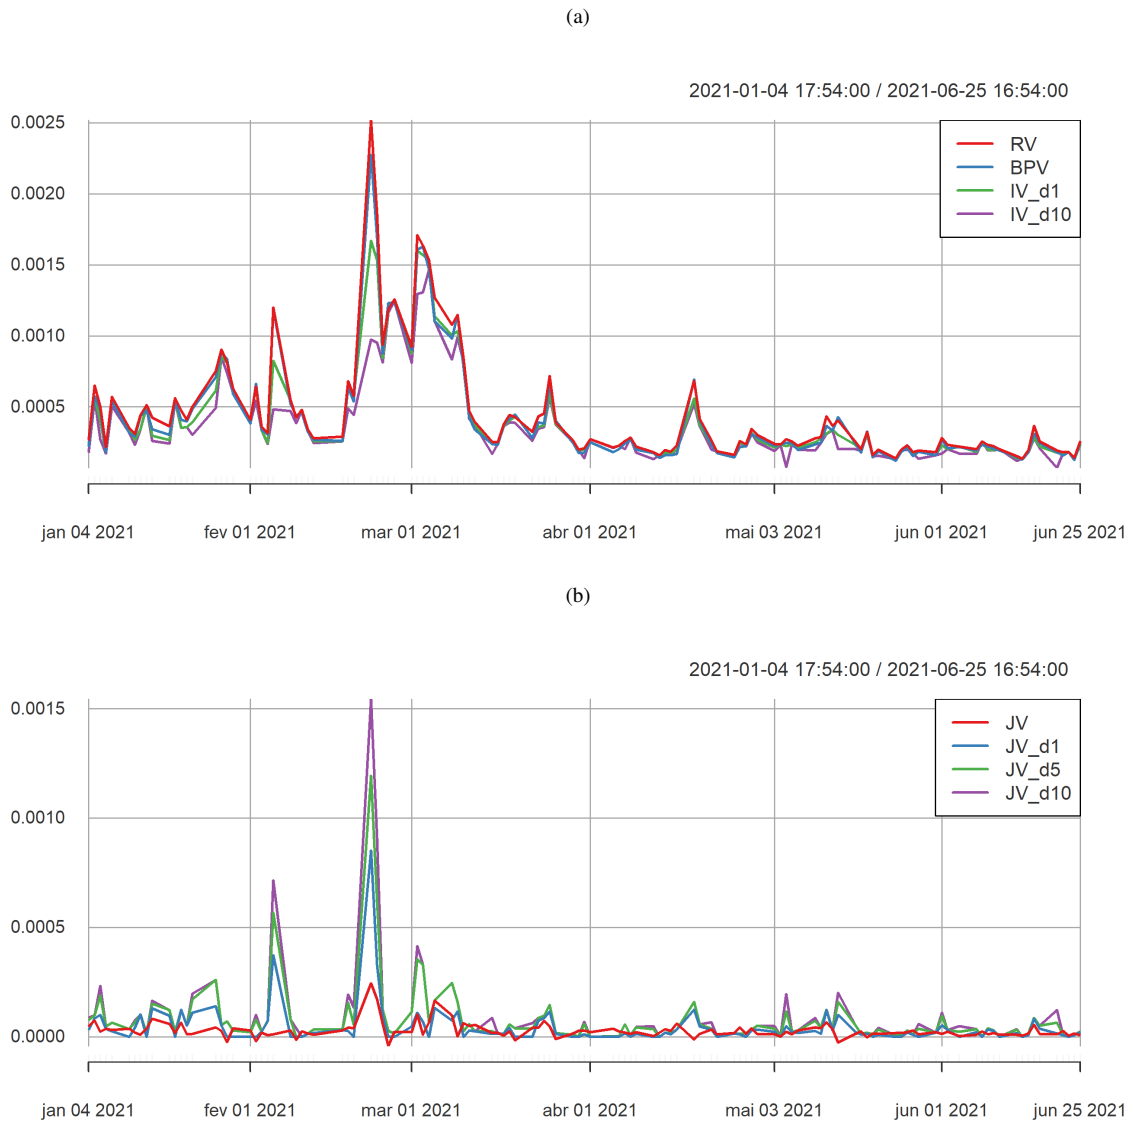 (a)
2021-01-04 17:54:00 / 2021-06-25 16:54:00
0.0025
0.0020
0.0015
0.0010
0.0005
RV
BPV
IV_d1
IV_d10
jan 04 2021 fev 01 2021 mar 01 2021 abr 01 2021 mai 03 2021 jun 01 2021 jun 25 2021
(b)
2021-01-04 17:54:00 / 2021-06-25 16:54:00
0.0015
0.0010
0.0005
0.0000
JV
JV_d1
JV_d5
JV_d10
jan 04 2021 fev 01 2021 mar 01 2021 abr 01 2021 mai 03 2021 jun 01 2021 jun 25 2021